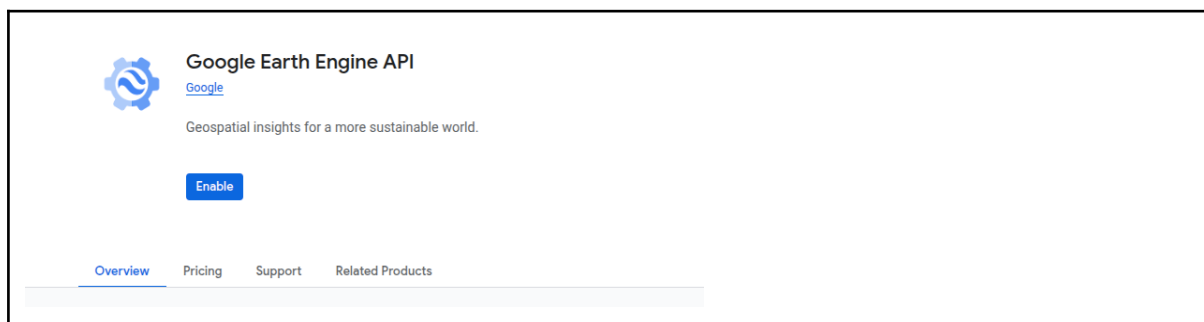 Google Earth Engine API
Google
Geospatial insights for a more sustainable world.
Enable
Overview Pricing Support Related Products